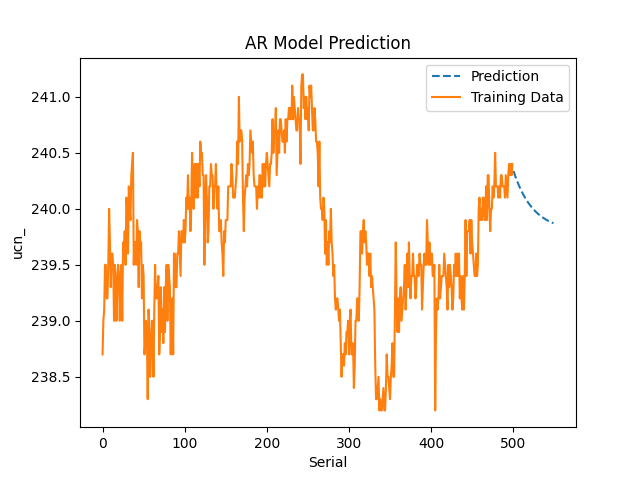 AR Model Prediction
Prediction
Training Data
241.0
240.5
240.0
239.5
239.0
238.5
ucn_
0 100 200 300 400 500
Serial